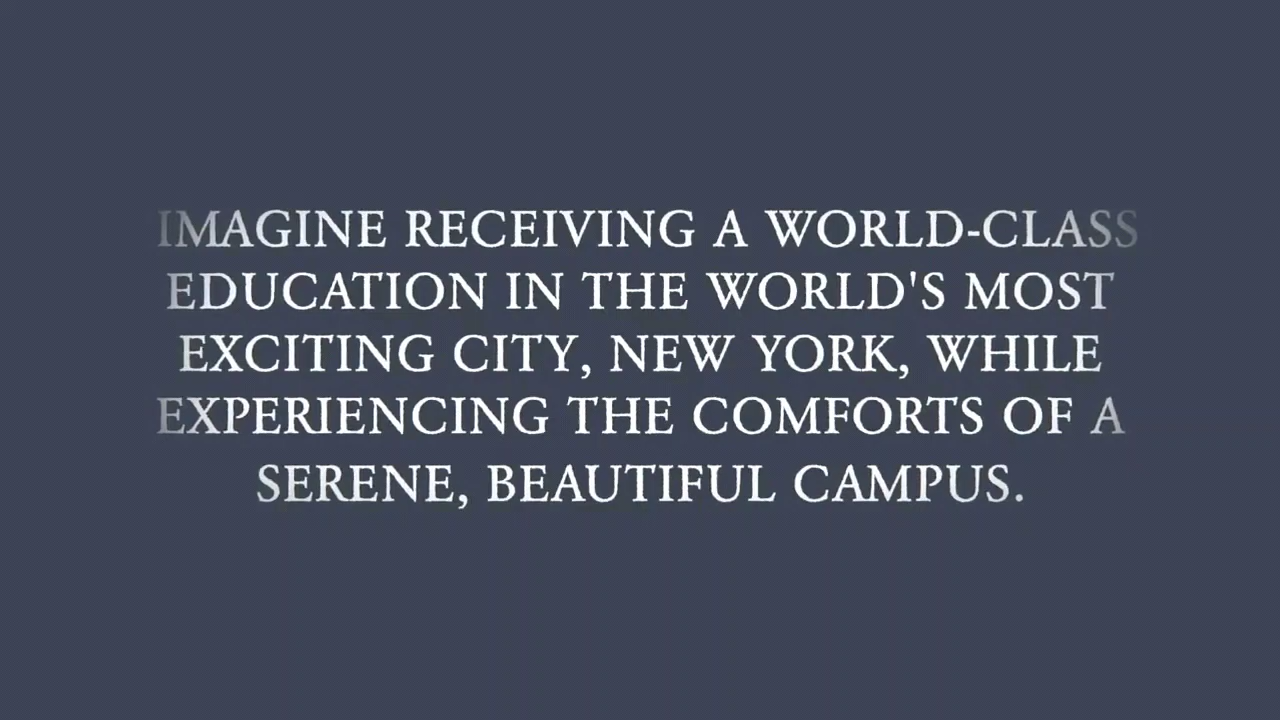 IMAGINE RECEIVING A WORLD-CLASS
EDUCATION IN THE WORLD'S MOST
EXCITING CITY, NEW YORK, WHILE
EXPERIENCING THE COMFORTS OF A
SERENE, BEAUTIFUL CAMPUS.